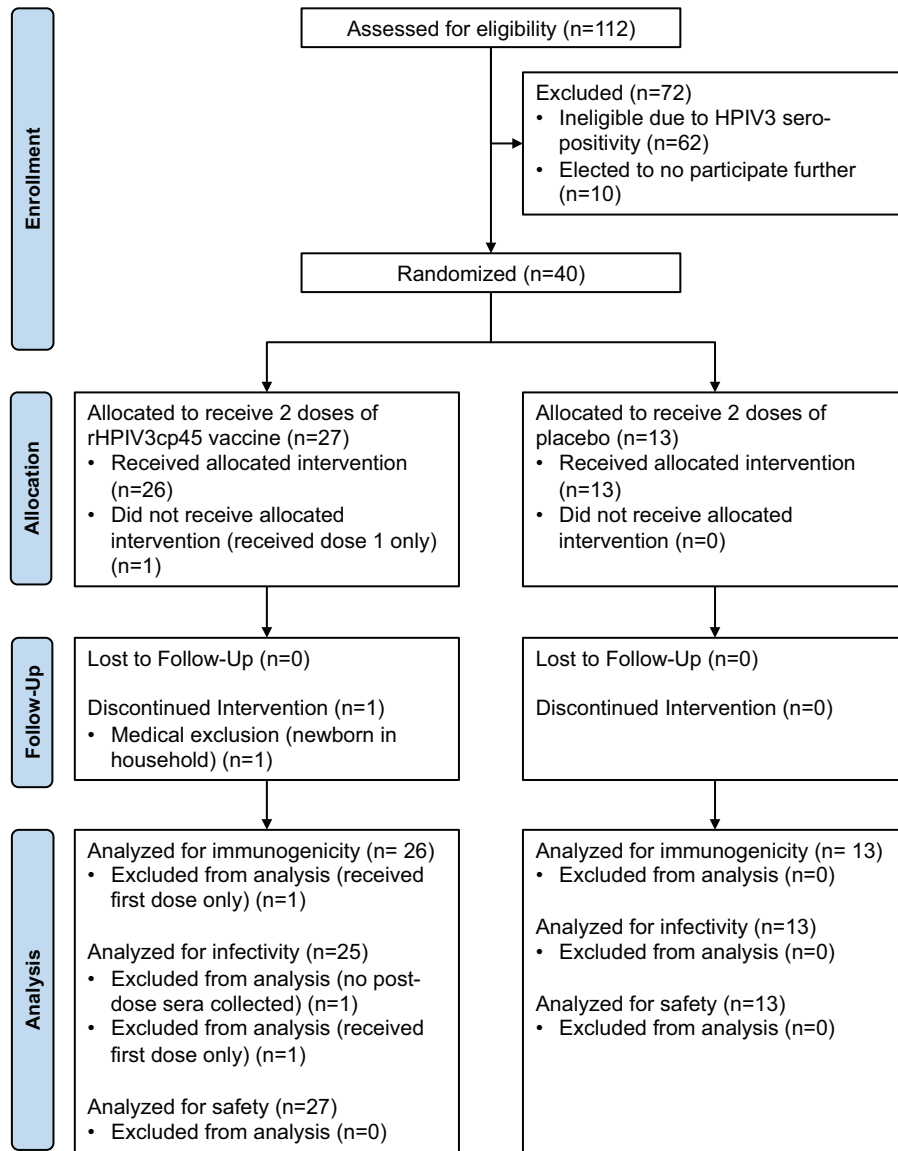 Assessed for eligibility (n=112)
Excluded (n=72)
• Ineligible due to HPIV3 sero-
positivity (n=62)
• Elected to no participate further
(n=10)
Enrollment
Randomized (n=40)
Allocation
Allocated to receive 2 doses of
rHPIV3cp45 vaccine (n=27)
• Received allocated intervention
(n=26)
• Did not receive allocated
intervention (received dose 1 only)
(n=1)
Allocated to receive 2 doses of
placebo (n=13)
• Received allocated intervention
(n=13)
• Did not receive allocated
intervention (n=0)
Follow-Up
Lost to Follow-Up (n=0)
Discontinued Intervention (n=1)
• Medical exclusion (newborn in
household) (n=1)
Lost to Follow-Up (n=0)
Discontinued Intervention (n=0)
Analysis
Analyzed for immunogenicity (n= 26)
• Excluded from analysis (received
first dose only) (n=1)
Analyzed for infectivity (n=25)
• Excluded from analysis (no post-
dose sera collected) (n=1)
• Excluded from analysis (received
first dose only) (n=1)
Analyzed for safety (n=27)
• Excluded from analysis (n=0)
Analyzed for immunogenicity (n= 13)
• Excluded from analysis (n=0)
Analyzed for infectivity (n=13)
• Excluded from analysis (n=0)
Analyzed for safety (n=13)
• Excluded from analysis (n=0)